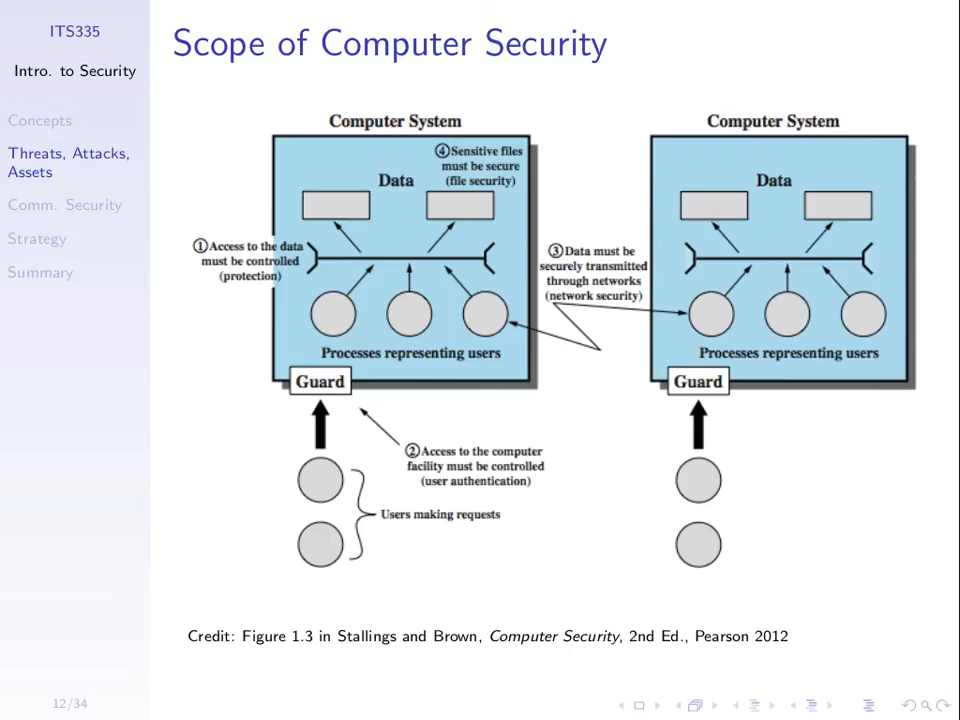 ITS335
Intro. to Security
Concepts
Threats, Attacks,
Assets
Comm. Security
Strategy
Summary
12/34
Scope of Computer Security
Computer System
④Sensitive files
must be secure
(file security)
Data
①Access to the data
must be controlled
(protection)
Processes representing users
Guard
②Access to the computer
facility must be controlled
(user authentication)
Users making requests
③Data must be
securely transmitted
through networks
(network security)
Computer System
Data
Processes representing users
Guard
Credit: Figure 1.3 in Stallings and Brown, Computer Security, 2nd Ed., Pearson 2012